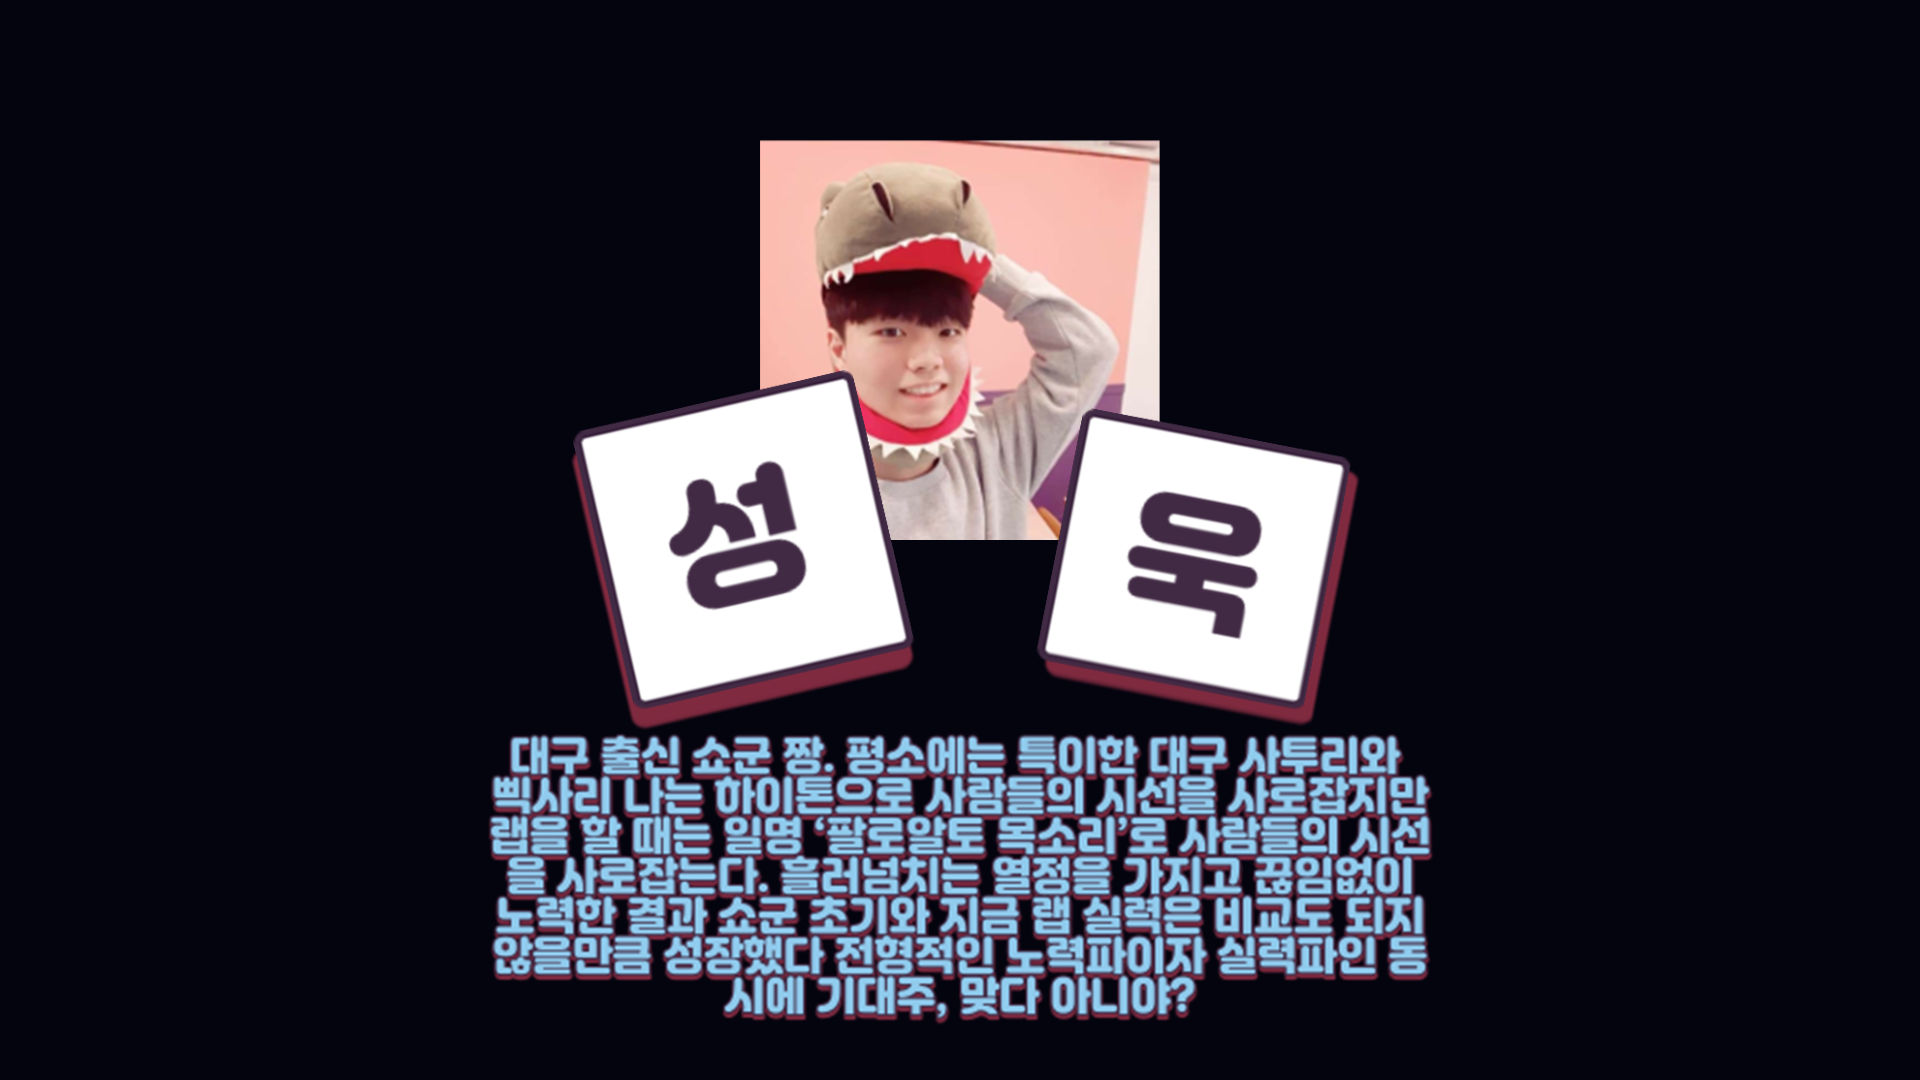 성
욱
대구 출신 쇼군 짱. 평소에는 특이한 대구 사투리와
삑사리 나는 하이톤으로 사람들의 시선을 사로잡지만
랩을 할 때는 일명 ‘팔로알토 목소리’로 사람들의 시선
을 사로잡는다. 흘러넘치는 열정을 가지고 끊임없이
노력한 결과 쇼군 초기와 지금 랩 실력은 비교도 되지
않을만큼 성장했다 전형적인 노력파이자 실력파인 동
시에 기대주, 맞다 아니야?